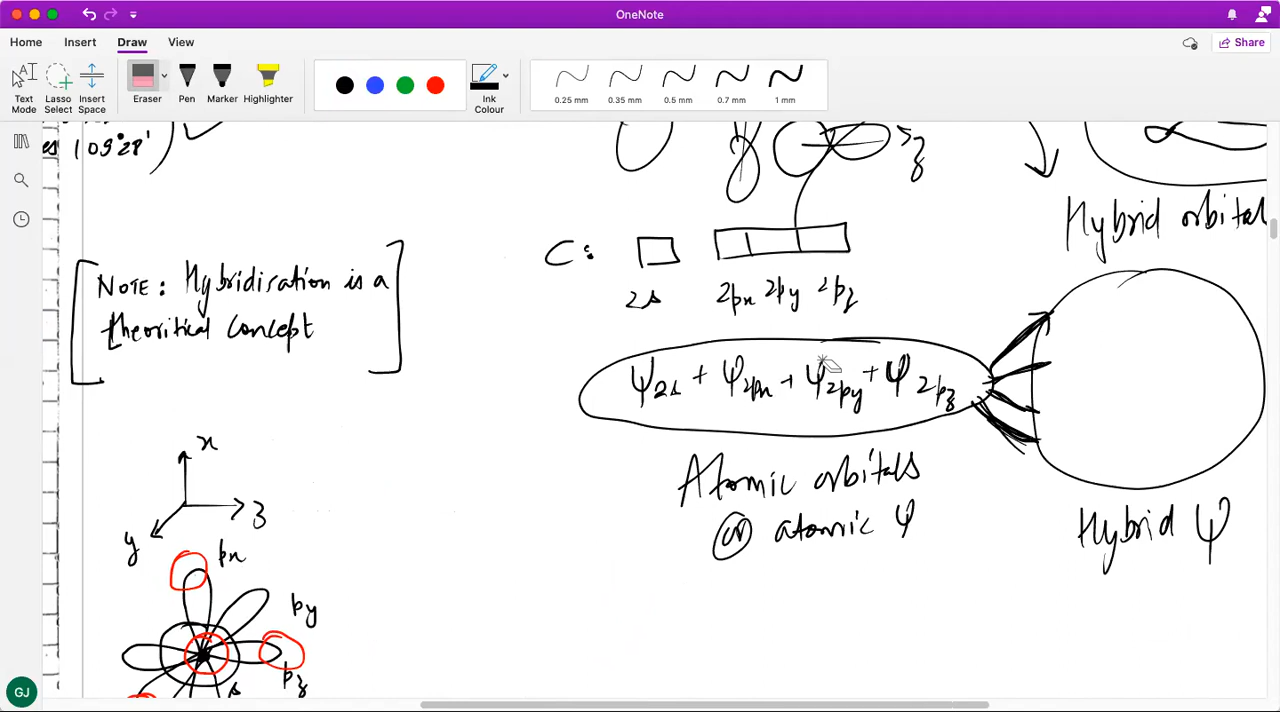 OneNote
Home Insert Draw View
Share
Text Mode
Lasso Select
Insert Space
Eraser
Pen
Marker
Highlighter
Ink Colour
0.25 mm 0.35 mm 0.5 mm 0.7 mm 1 mm
es 109°28')
z
Hybrid orbital
C:
2s 2px 2py 2pz
NOTE: Hybridisation is a
theoritical concept
ψ2s + ψ2px + ψ2py + ψ2pz
Atomic orbitals
or atomic ψ
Hybrid ψ
x
z
y
px
py
pz
s
GJ